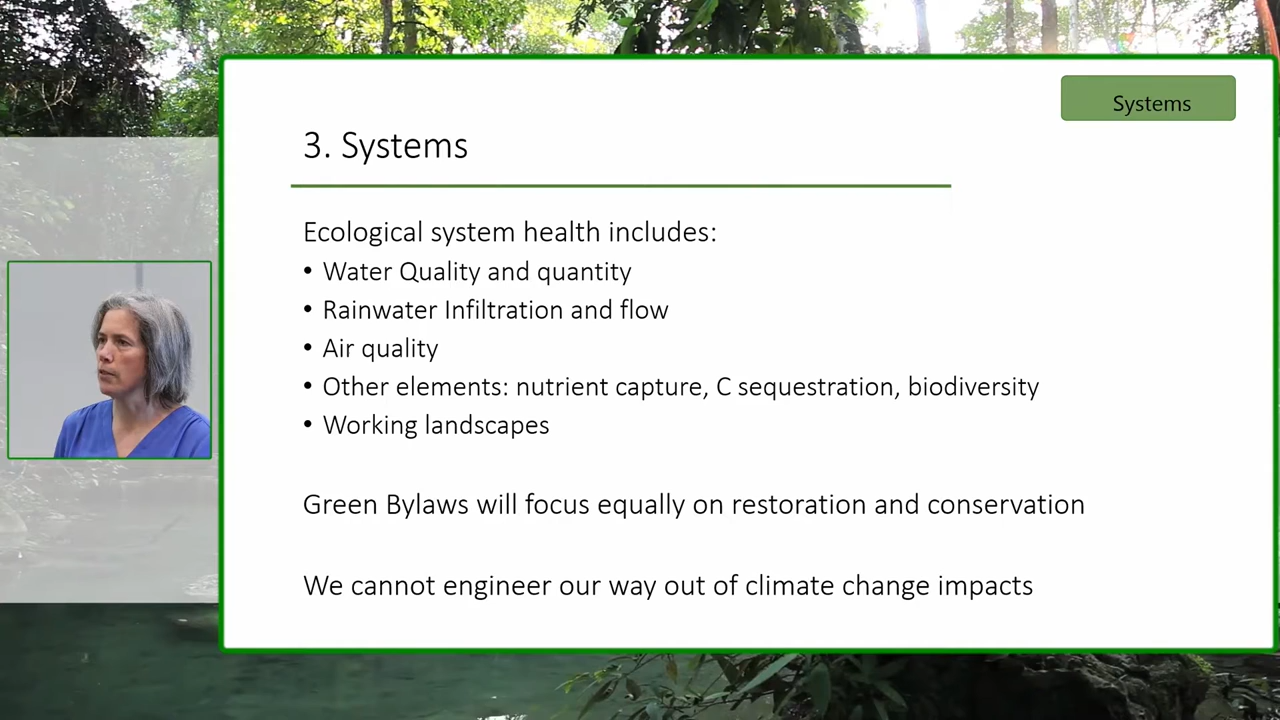 Systems
3. Systems
Ecological system health includes:
• Water Quality and quantity
• Rainwater Infiltration and flow
• Air quality
• Other elements: nutrient capture, C sequestration, biodiversity
• Working landscapes
Green Bylaws will focus equally on restoration and conservation
We cannot engineer our way out of climate change impacts